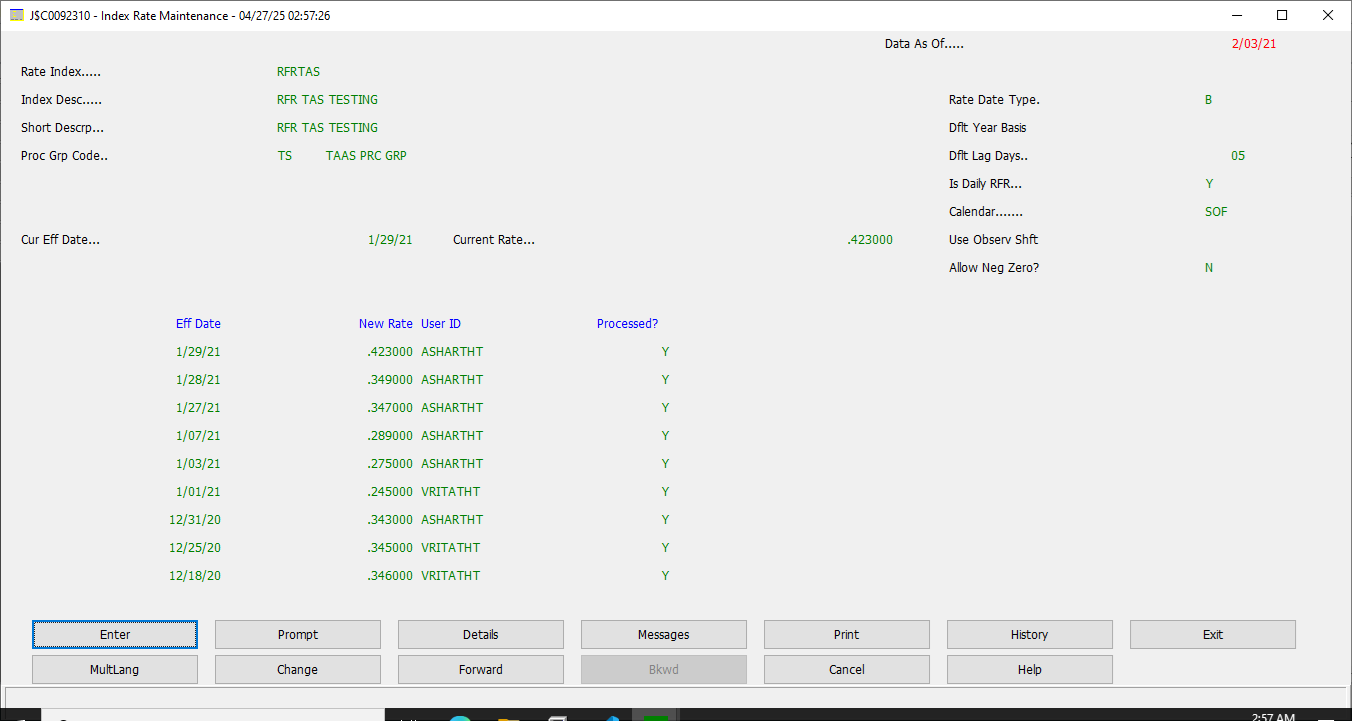 J$C0092310 - Index Rate Maintenance - 04/27/25 02:57:26
Data As Of..... 2/03/21
Rate Index..... RFRTAS
Index Desc..... RFR TAS TESTING Rate Date Type. B
Short Descrp... RFR TAS TESTING Dflt Year Basis
Proc Grp Code.. TS TAAS PRC GRP Dflt Lag Days.. 05
Is Daily RFR... Y
Calendar....... SOF
Cur Eff Date... 1/29/21 Current Rate... .423000 Use Observ Shft
Allow Neg Zero? N
Eff Date New Rate User ID Processed?
1/29/21 .423000 ASHARTHT Y
1/28/21 .349000 ASHARTHT Y
1/27/21 .347000 ASHARTHT Y
1/07/21 .289000 ASHARTHT Y
1/03/21 .275000 ASHARTHT Y
1/01/21 .245000 VRITATHT Y
12/31/20 .343000 ASHARTHT Y
12/25/20 .345000 VRITATHT Y
12/18/20 .346000 VRITATHT Y
Enter Prompt Details Messages Print History Exit
MultLang Change Forward Bkwd Cancel Help
2:57 AM